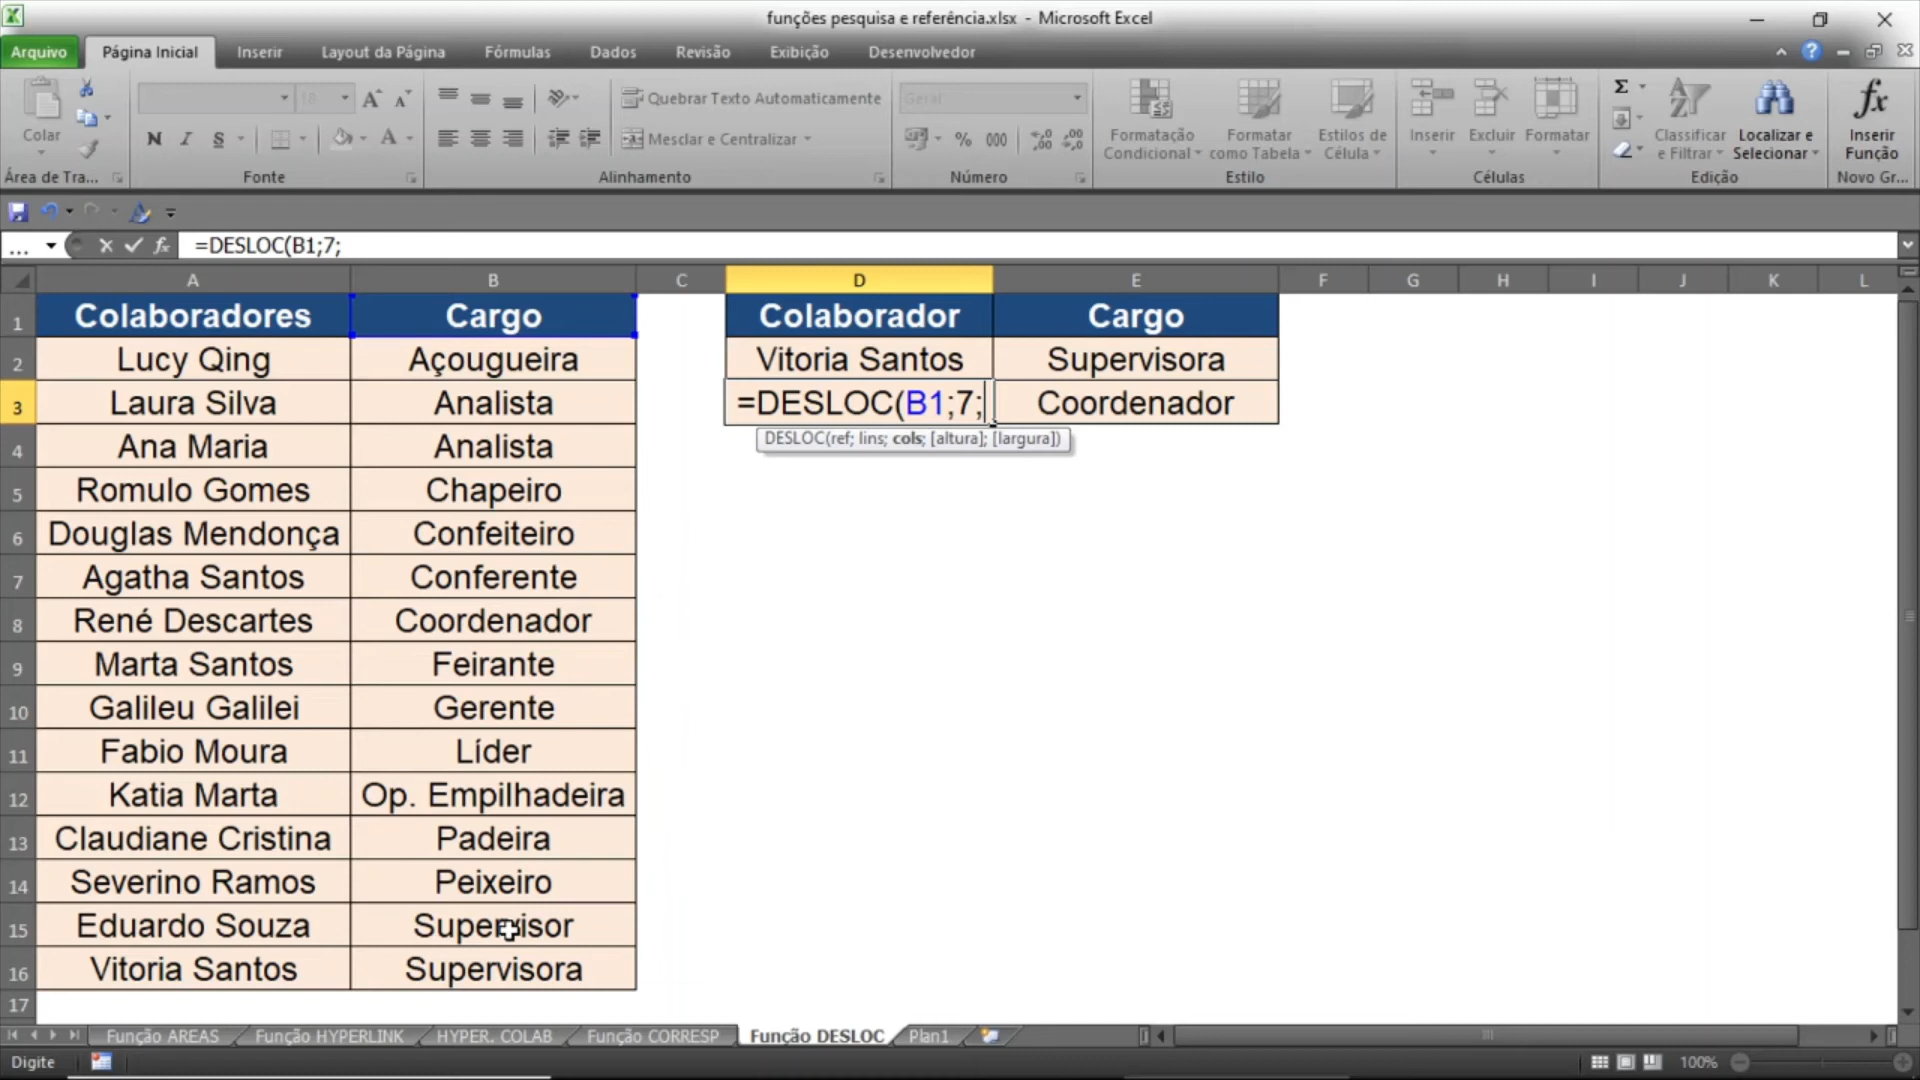 funções pesquisa e referência.xlsx - Microsoft Excel
Arquivo Página Inicial Inserir Layout da Página Fórmulas Dados Revisão Exibição Desenvolvedor
18 Quebrar Texto Automaticamente Geral
Colar N I S Mesclar e Centralizar % 000 Formatação Condicional Formatar como Tabela Estilos de Célula Inserir Excluir Formatar Classificar e Filtrar Localizar e Selecionar Inserir Função
Área de Tra... Fonte Alinhamento Número Estilo Células Edição Novo Gr...
... fx =DESLOC(B1;7;
A B C D E F G H I J K L
1 Colaboradores Cargo Colaborador Cargo
2 Lucy Qing Açougueira Vitoria Santos Supervisora
3 Laura Silva Analista =DESLOC(B1;7; Coordenador
DESLOC(ref; lins; cols; [altura]; [largura])
4 Ana Maria Analista
5 Romulo Gomes Chapeiro
6 Douglas Mendonça Confeiteiro
7 Agatha Santos Conferente
8 René Descartes Coordenador
9 Marta Santos Feirante
10 Galileu Galilei Gerente
11 Fabio Moura Líder
12 Katia Marta Op. Empilhadeira
13 Claudiane Cristina Padeira
14 Severino Ramos Peixeiro
15 Eduardo Souza Supervisor
16 Vitoria Santos Supervisora
17
Função AREAS Função HYPERLINK HYPER. COLAB Função CORRESP Função DESLOC Plan1
Digite 100%